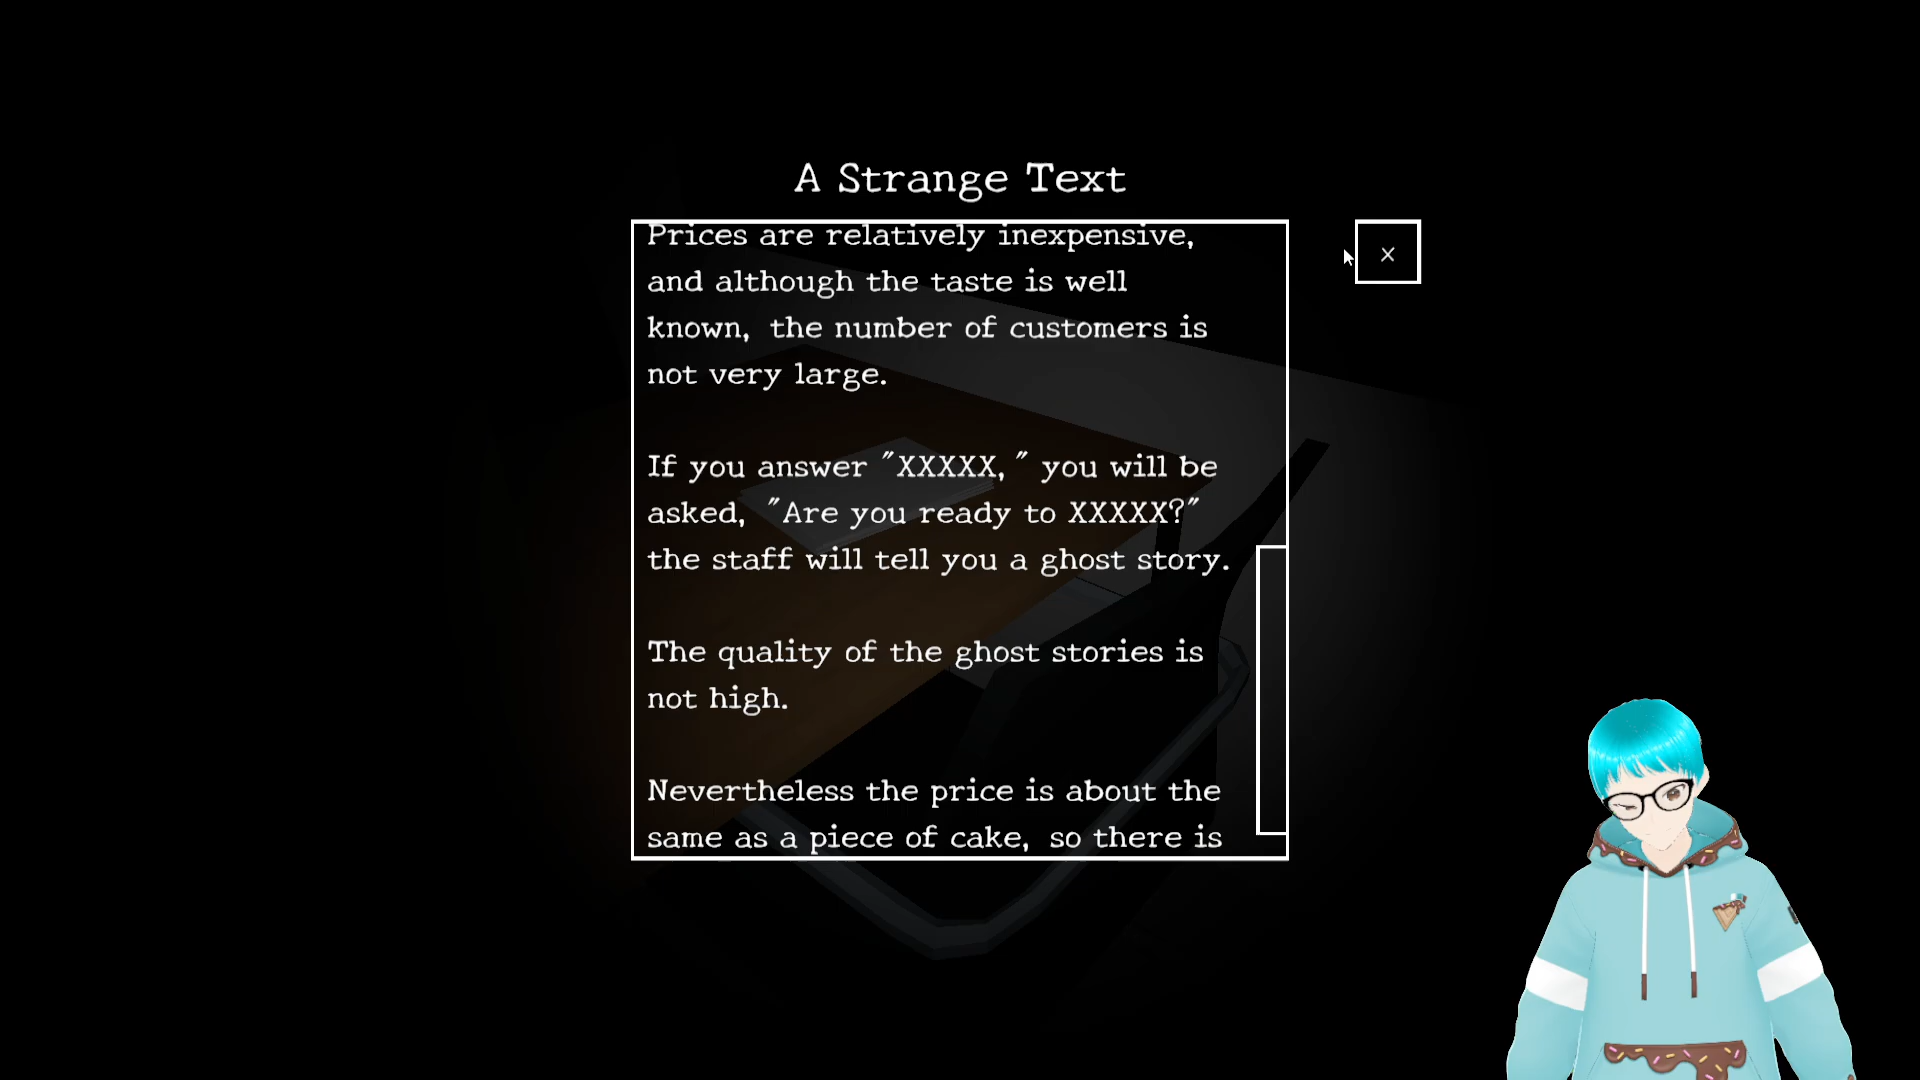 A Strange Text
Prices are relatively inexpensive,
and although the taste is well
known, the number of customers is
not very large.
If you answer "XXXXX," you will be
asked, "Are you ready to XXXXX?"
the staff will tell you a ghost story.
The quality of the ghost stories is
not high.
Nevertheless the price is about the
same as a piece of cake, so there is
×